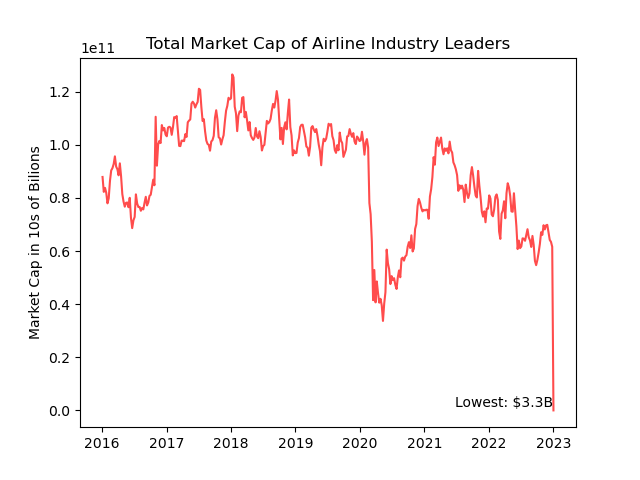 Total Market Cap of Airline Industry Leaders
1e11
Market Cap in 10s of Bilions
1.2
1.0
0.8
0.6
0.4
0.2
0.0
Lowest: $3.3B
2016 2017 2018 2019 2020 2021 2022 2023